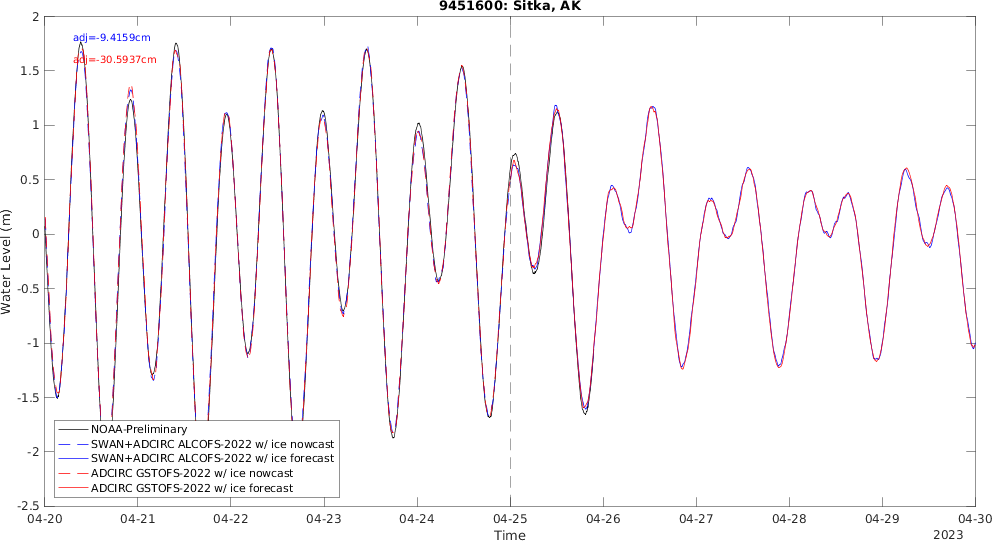 9451600: Sitka, AK
adj=-9.4159cm
adj=-30.5937cm
Water Level (m)
2
1.5
1
0.5
0
-0.5
-1
-1.5
-2
-2.5
NOAA-Preliminary
SWAN+ADCIRC ALCOFS-2022 w/ ice nowcast
SWAN+ADCIRC ALCOFS-2022 w/ ice forecast
ADCIRC GSTOFS-2022 w/ ice nowcast
ADCIRC GSTOFS-2022 w/ ice forecast
04-20 04-21 04-22 04-23 04-24 04-25 04-26 04-27 04-28 04-29 04-30
Time
2023